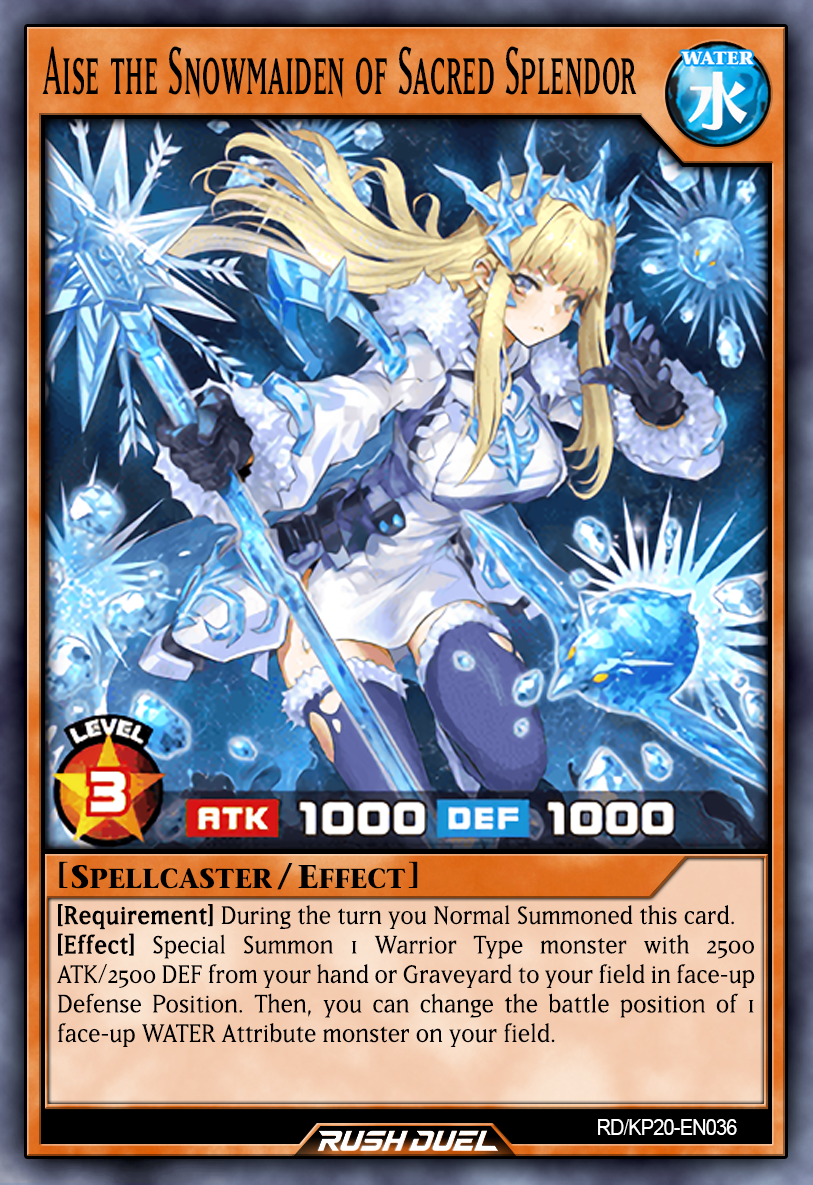 Aise the Snowmaiden of Sacred Splendor
WATER
水
LEVEL
3
ATK 1000 DEF 1000
[Spellcaster / Effect]
[Requirement] During the turn you Normal Summoned this card.
[Effect] Special Summon 1 Warrior Type monster with 2500
ATK/2500 DEF from your hand or Graveyard to your field in face-up
Defense Position. Then, you can change the battle position of 1
face-up WATER Attribute monster on your field.
RD/KP20-EN036
RUSH DUEL